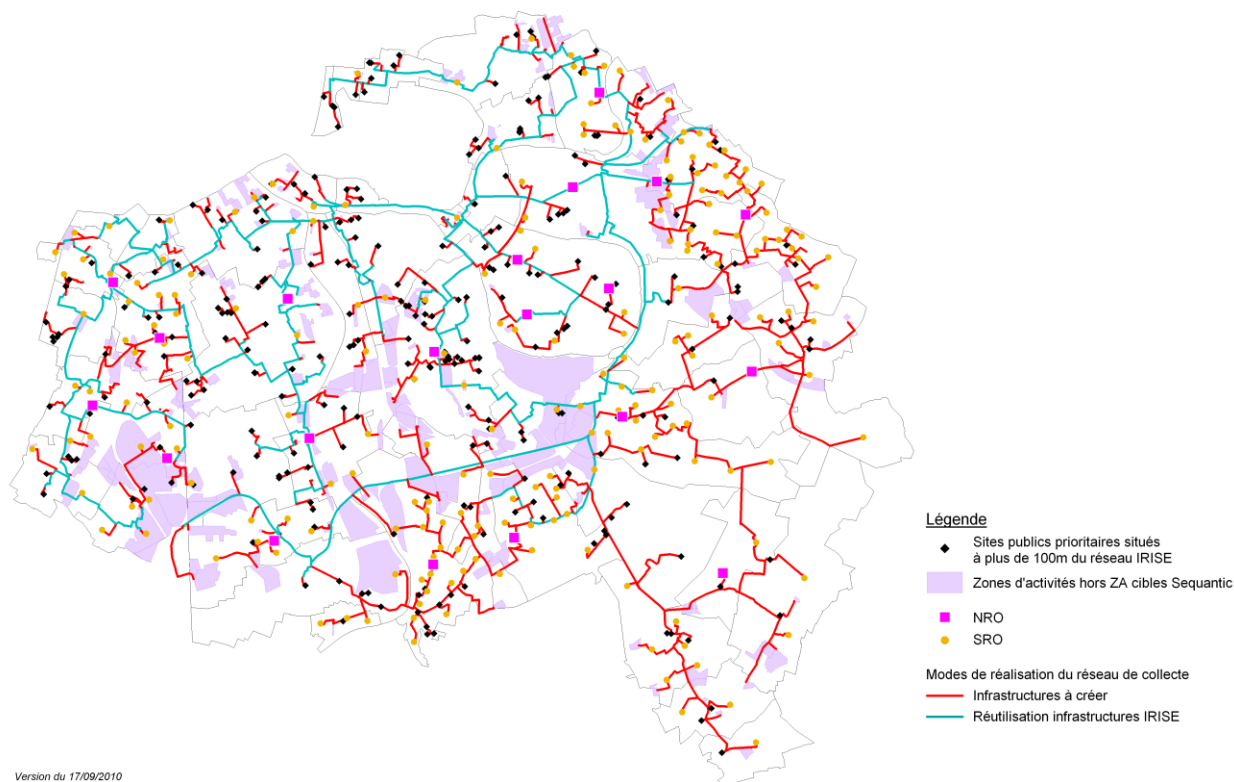 Légende
Sites publics prioritaires situés
à plus de 100m du réseau IRISE
Zones d'activités hors ZA cibles Sequantic
NRO
SRO
Modes de réalisation du réseau de collecte
Infrastructures à créer
Réutilisation infrastructures IRISE
Version du 17/09/2010